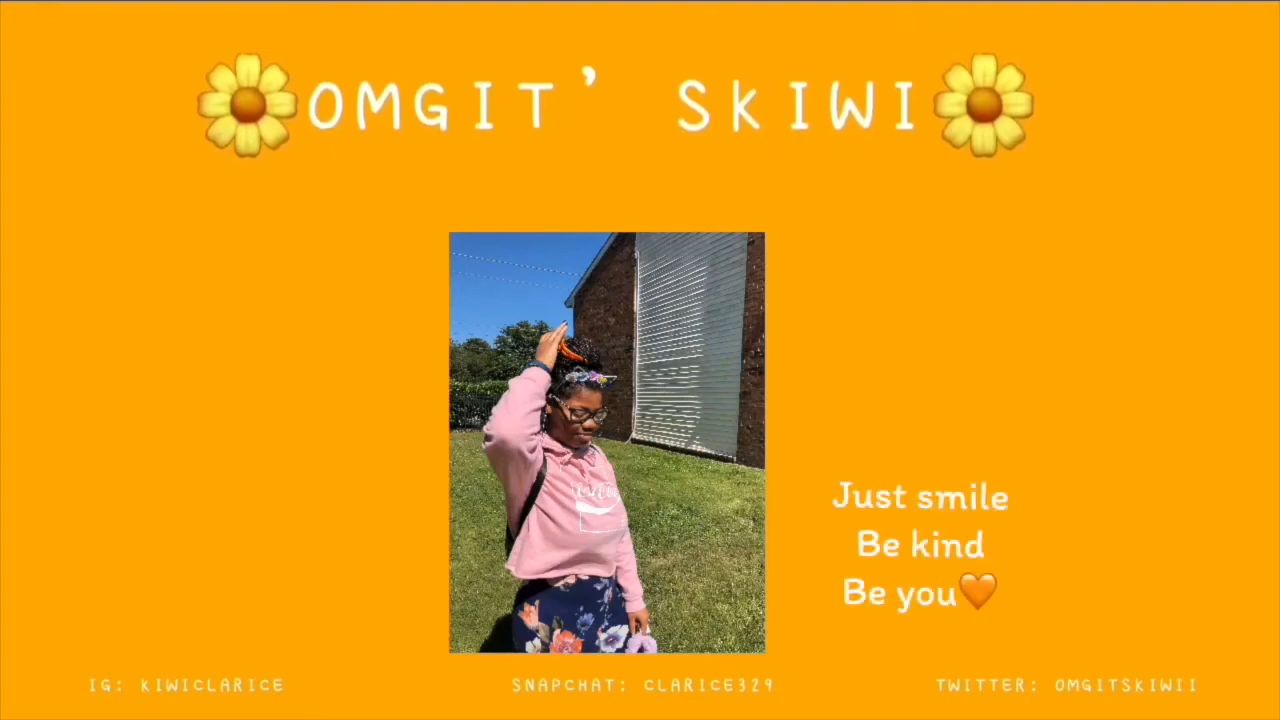 OMGIT' SKIWI
Just smile
Be kind
Be you🧡
IG: KIWICLARICE
SNAPCHAT: CLARICE329
TWITTER: OMGITSKIWII